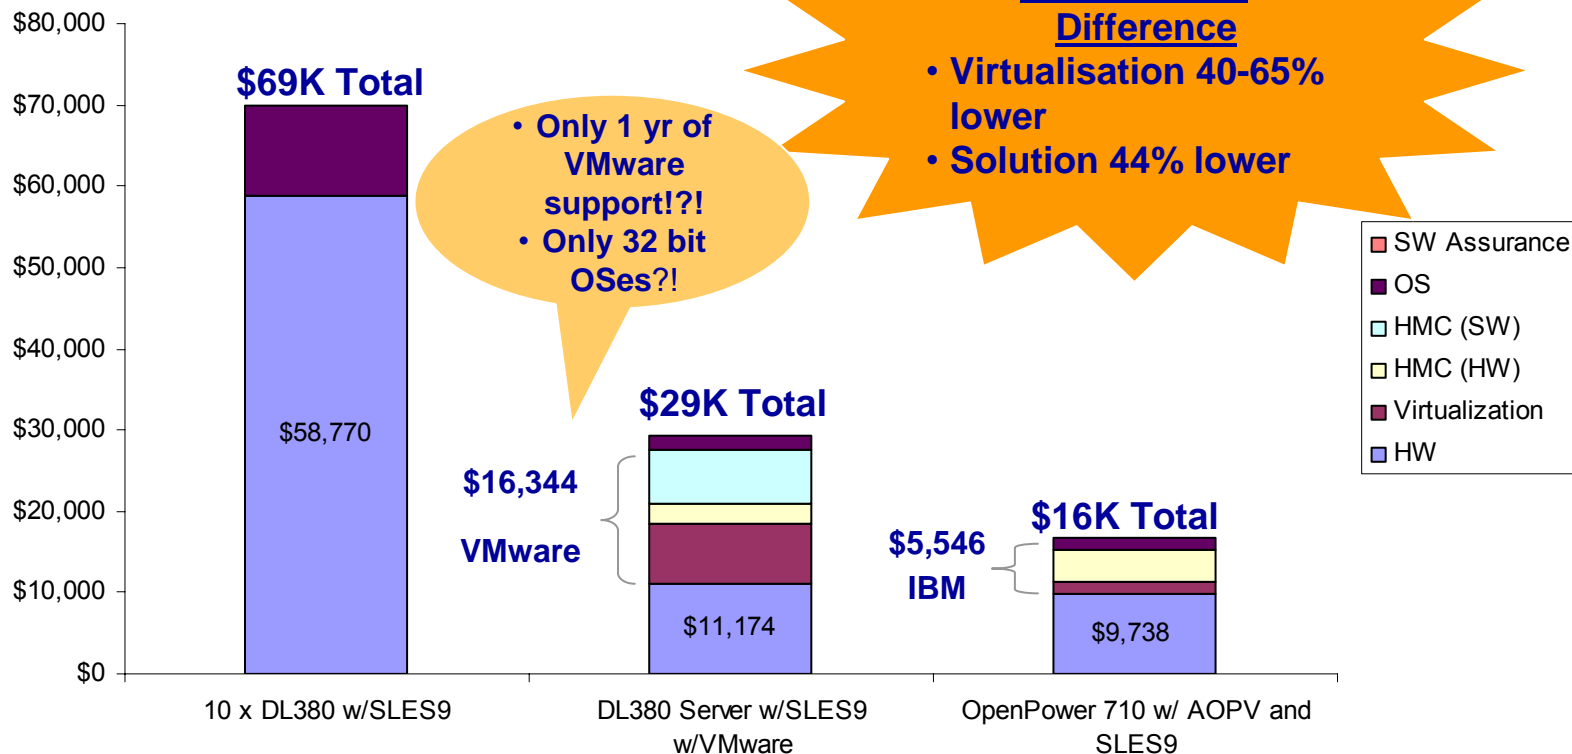 Difference
• Virtualisation 40-65%
lower
• Solution 44% lower
$80,000
$70,000
$60,000
$50,000
$40,000
$30,000
$20,000
$10,000
$0
$69K Total
$58,770
• Only 1 yr of
VMware
support!?!
• Only 32 bit
OSes?!
$29K Total
$16,344
VMware
$11,174
$16K Total
$5,546
IBM
$9,738
SW Assurance
OS
HMC (SW)
HMC (HW)
Virtualization
HW
10 x DL380 w/SLES9
DL380 Server w/SLES9
w/VMware
OpenPower 710 w/ AOPV and
SLES9